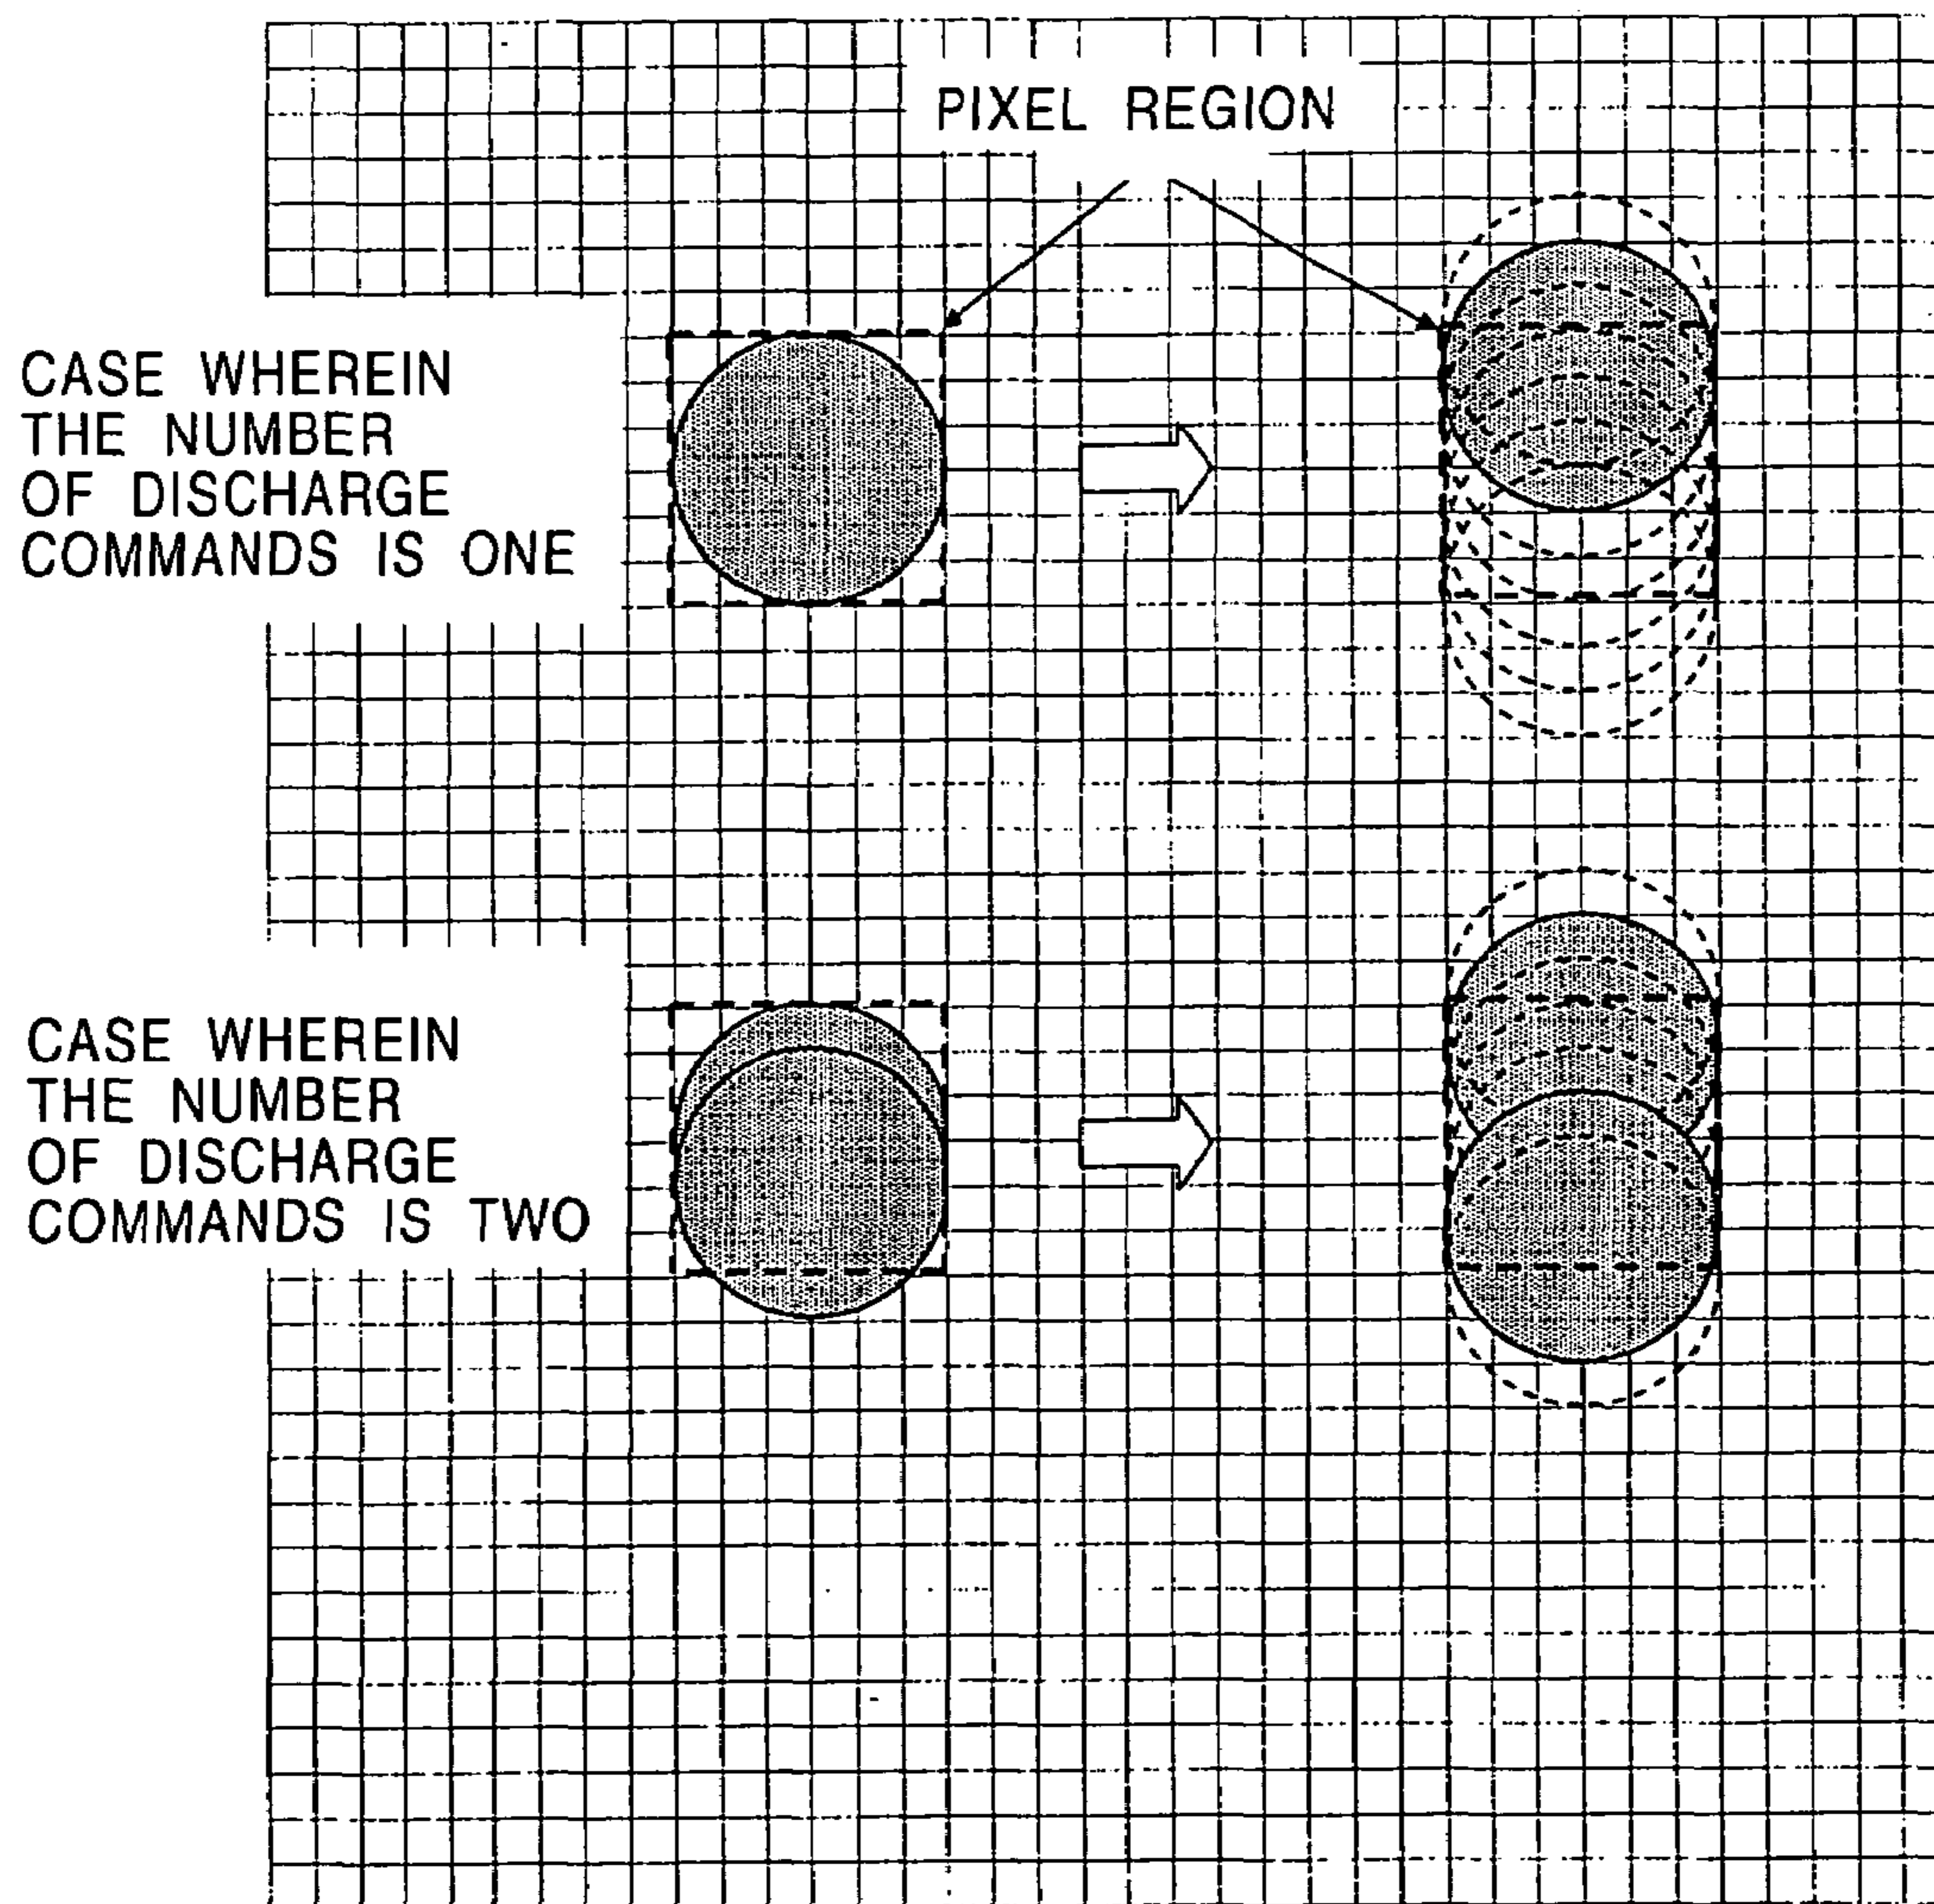 PIXEL REGION
CASE WHEREIN
THE NUMBER
OF DISCHARGE
COMMANDS IS ONE
CASE WHEREIN
THE NUMBER
OF DISCHARGE
COMMANDS IS TWO